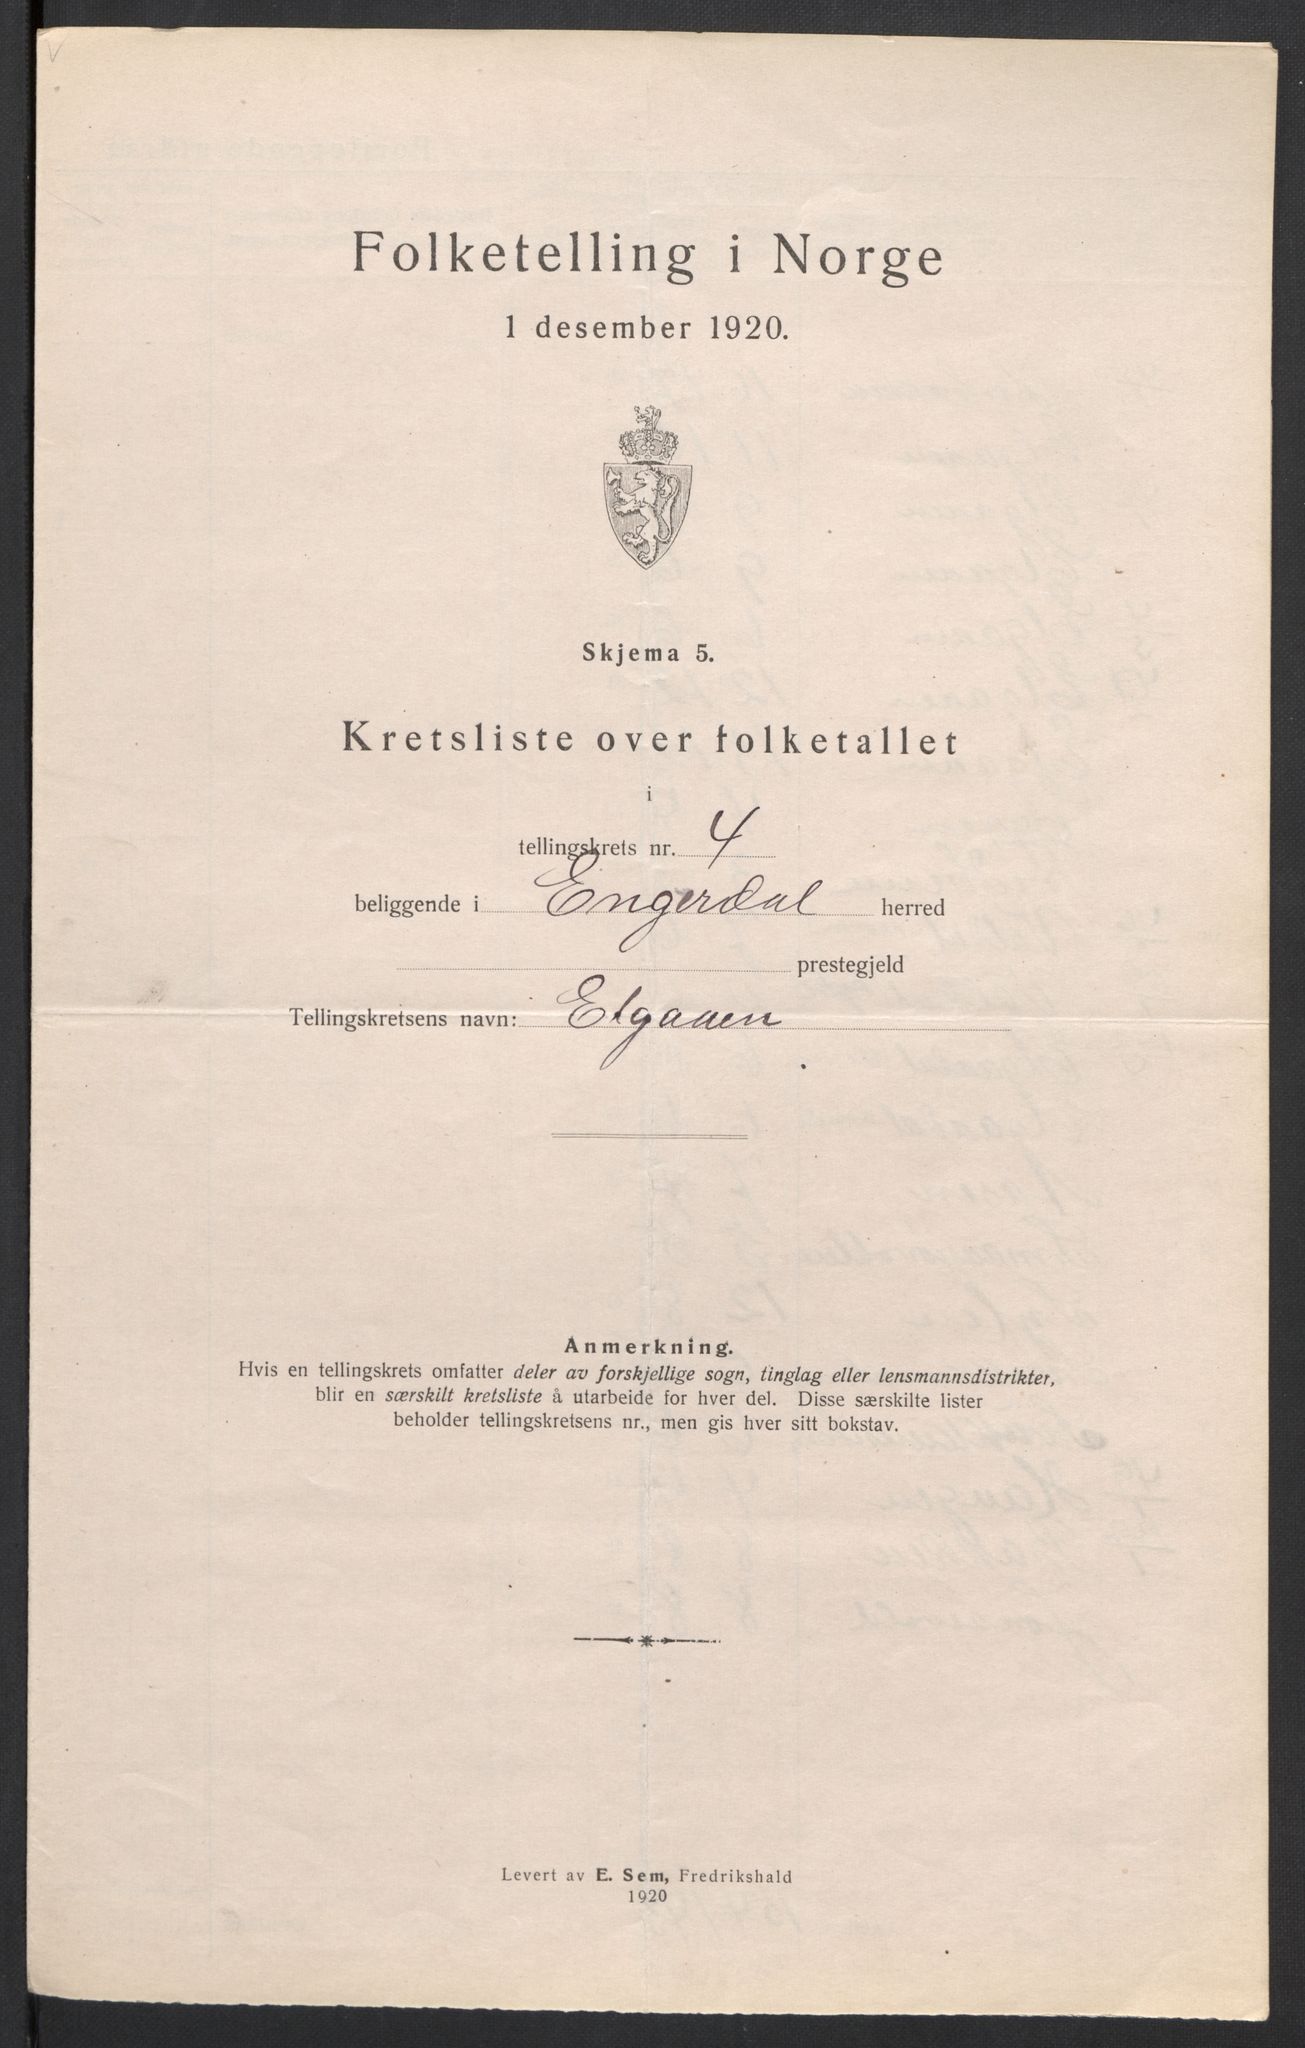 Folketelling i Norge
1 desember 1920.
Skjema 5.
Kretsliste over folketallet
i
tellingskrets nr. 4
beliggende i Engerdal herred
prestegjeld
Tellingskretsens navn: Elgaaen
Anmerkning.
Hvis en tellingskrets omfatter deler av forskjellige sogn, tinglag eller lensmannsdistrikter,
blir en særskilt kretsliste å utarbeide for hver del. Disse særskilte lister
beholder tellingskretsens nr., men gis hver sitt bokstav.
Levert av E. Sem, Fredrikshald
1920